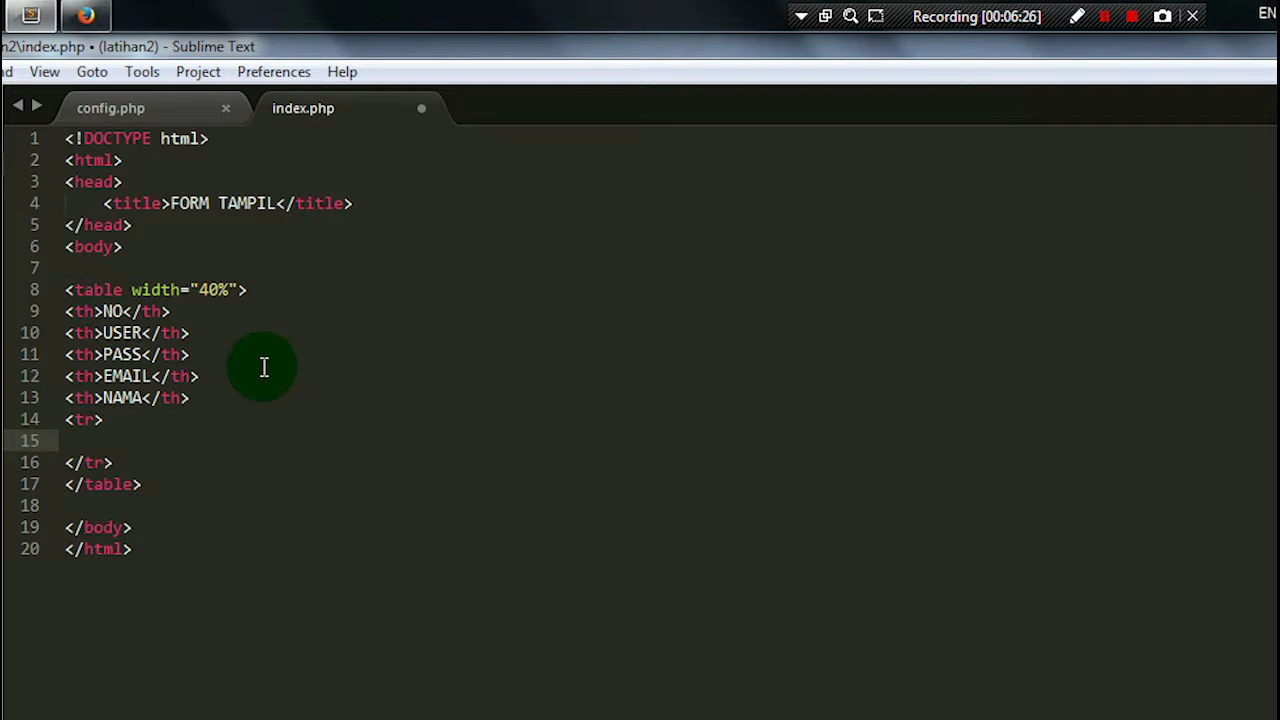 Recording [00:06:26]
EN
n2\index.php • (latihan2) - Sublime Text
nd View Goto Tools Project Preferences Help
config.php × index.php
1 <!DOCTYPE html>
2 <html>
3 <head>
4 <title>FORM TAMPIL</title>
5 </head>
6 <body>
7
8 <table width="40%">
9 <th>NO</th>
10 <th>USER</th>
11 <th>PASS</th>
12 <th>EMAIL</th>
13 <th>NAMA</th>
14 <tr>
15
16 </tr>
17 </table>
18
19 </body>
20 </html>